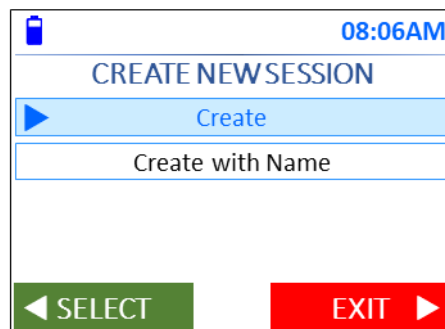 08:06AM
CREATE NEW SESSION
Create
Create with Name
SELECT EXIT